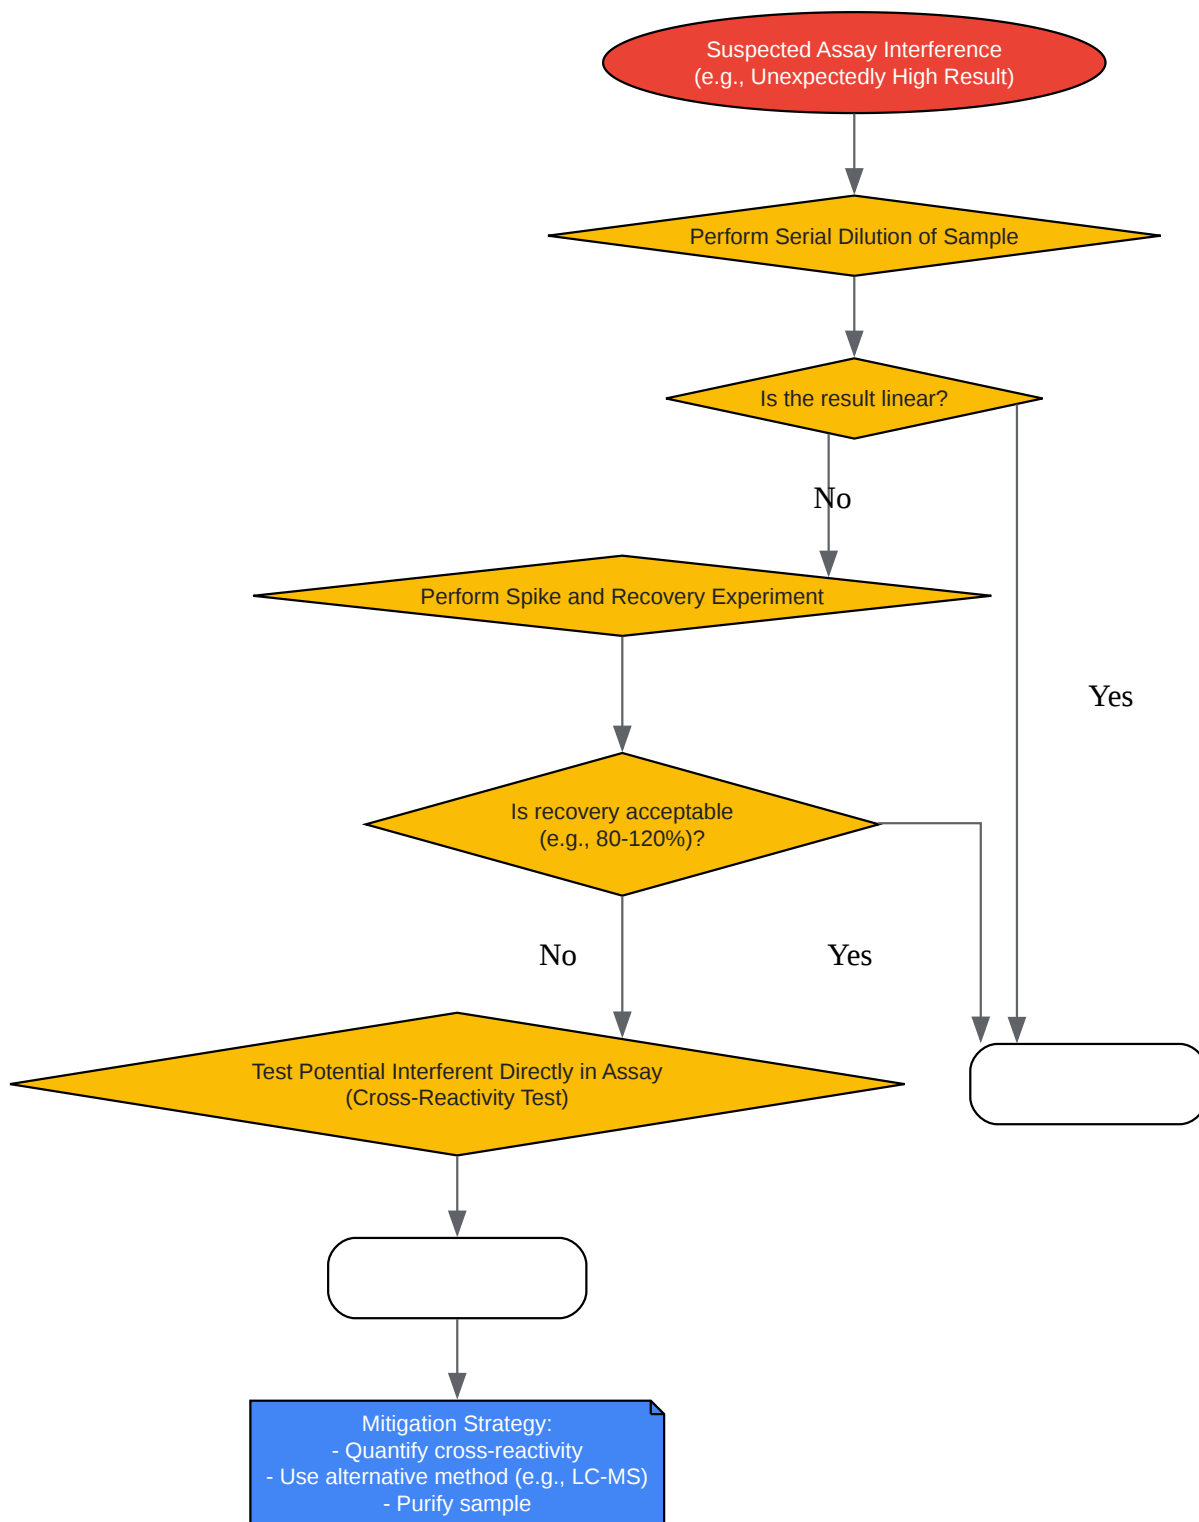 Suspected Assay Interference
(e.g., Unexpectedly High Result)
Perform Serial Dilution of Sample
Is the result linear?
No
Perform Spike and Recovery Experiment
Yes
Is recovery acceptable
(e.g., 80-120%)?
No
Yes
Test Potential Interferent Directly in Assay
(Cross-Reactivity Test)
Mitigation Strategy:
- Quantify cross-reactivity
- Use alternative method (e.g., LC-MS)
- Purify sample